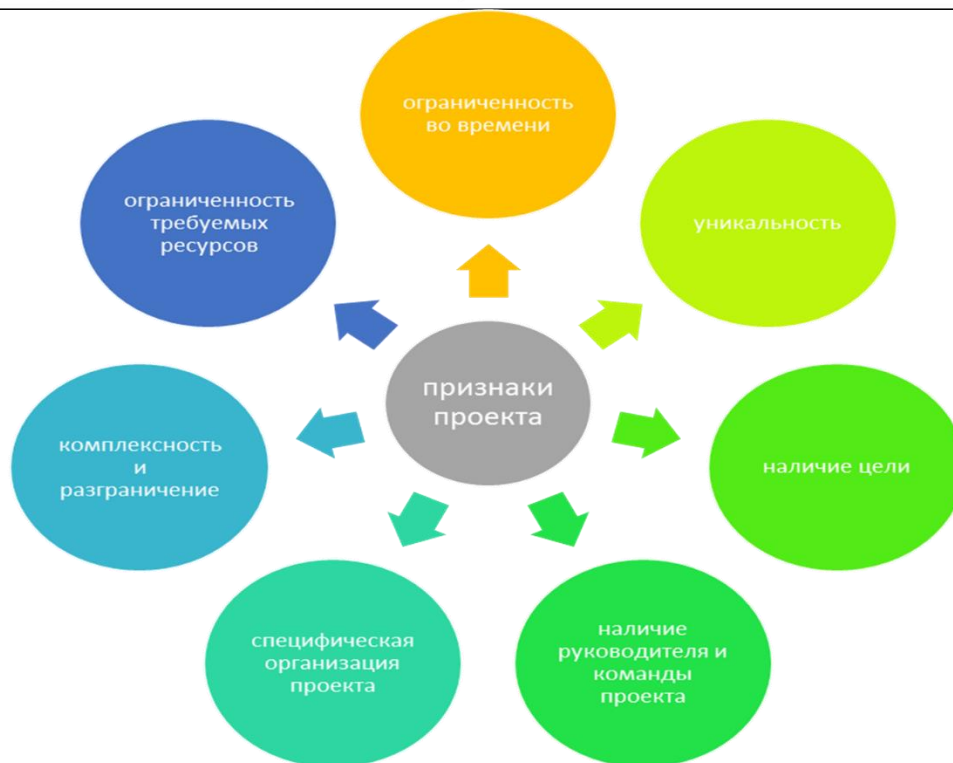 ограниченность
во времени
ограниченность
требуемых
ресурсов
уникальность
признаки
проекта
комплексность
и
разграничение
наличие цели
специфическая
организация
проекта
наличие
руководителя и
команды
проекта